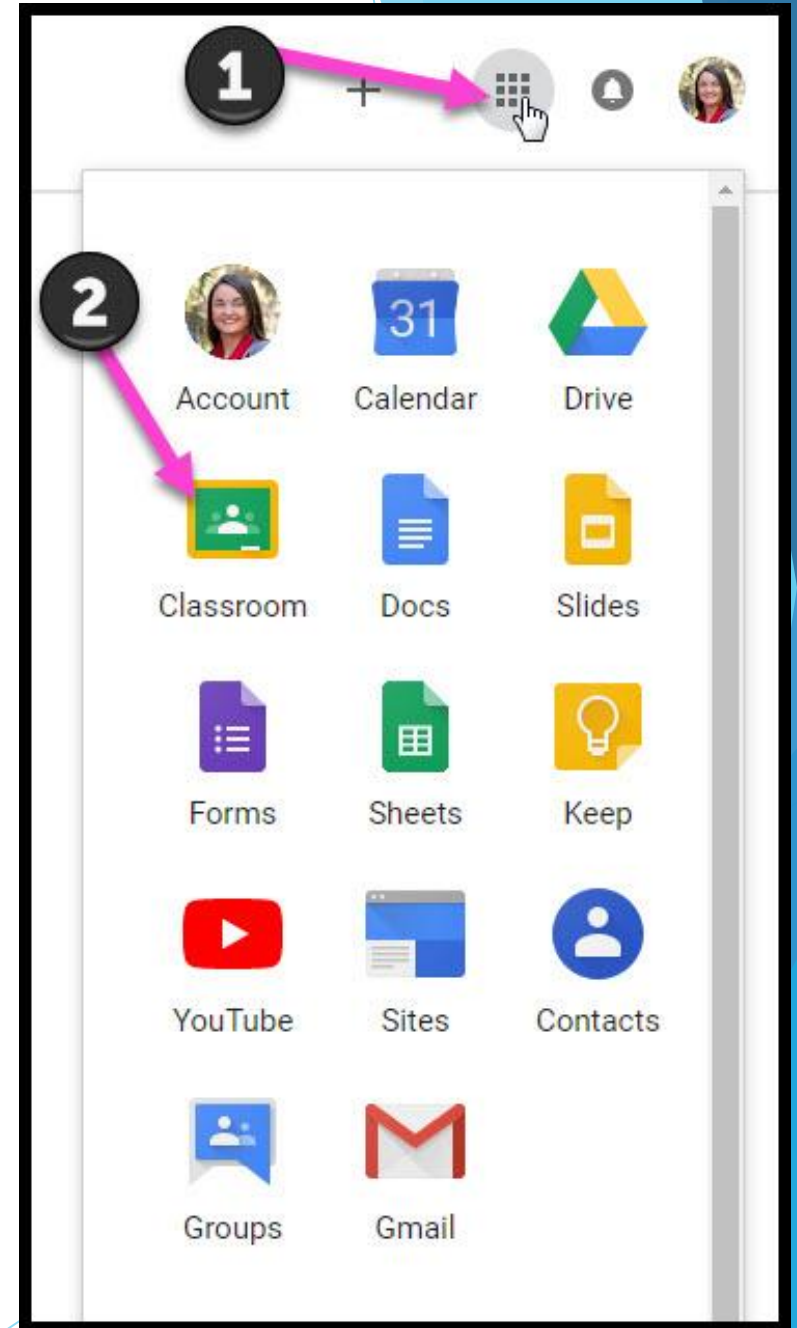 1
2
31
Account Calendar Drive
Classroom Docs Slides
Forms Sheets Keep
YouTube Sites Contacts
Groups Gmail